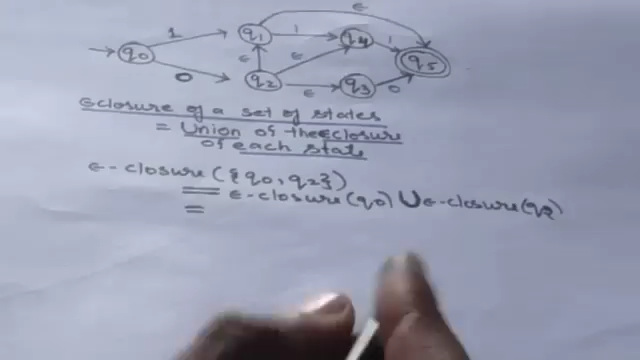 ε
1
q1
1
q4
1
q0
ε
ε
q5
0
q2
ε
q3
0
εclosure of a set of states
= Union of the εclosure
of each state
ε-closure({q0, q2})
= ε-closure(q0) ∪ ε-closure(q2)
=